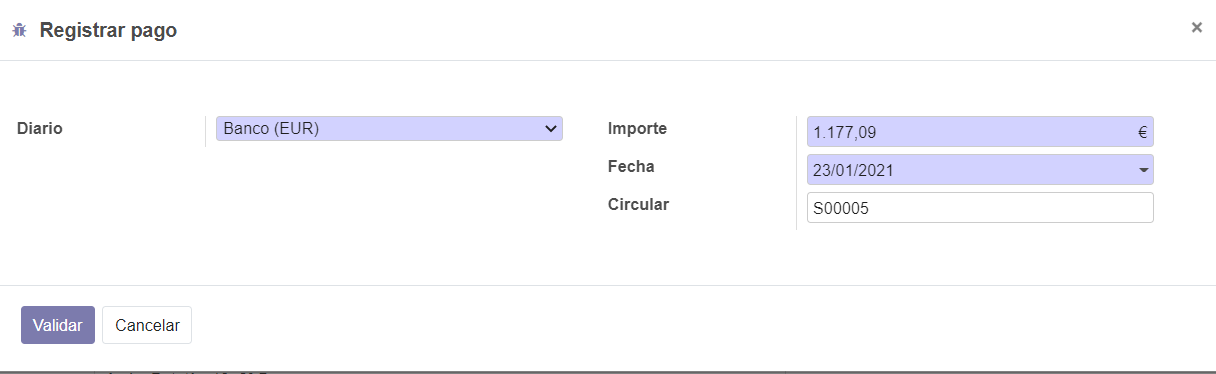 Registrar pago
×
Diario
Banco (EUR)
Importe
1.177,09 €
Fecha
23/01/2021
Circular
S00005
Validar
Cancelar